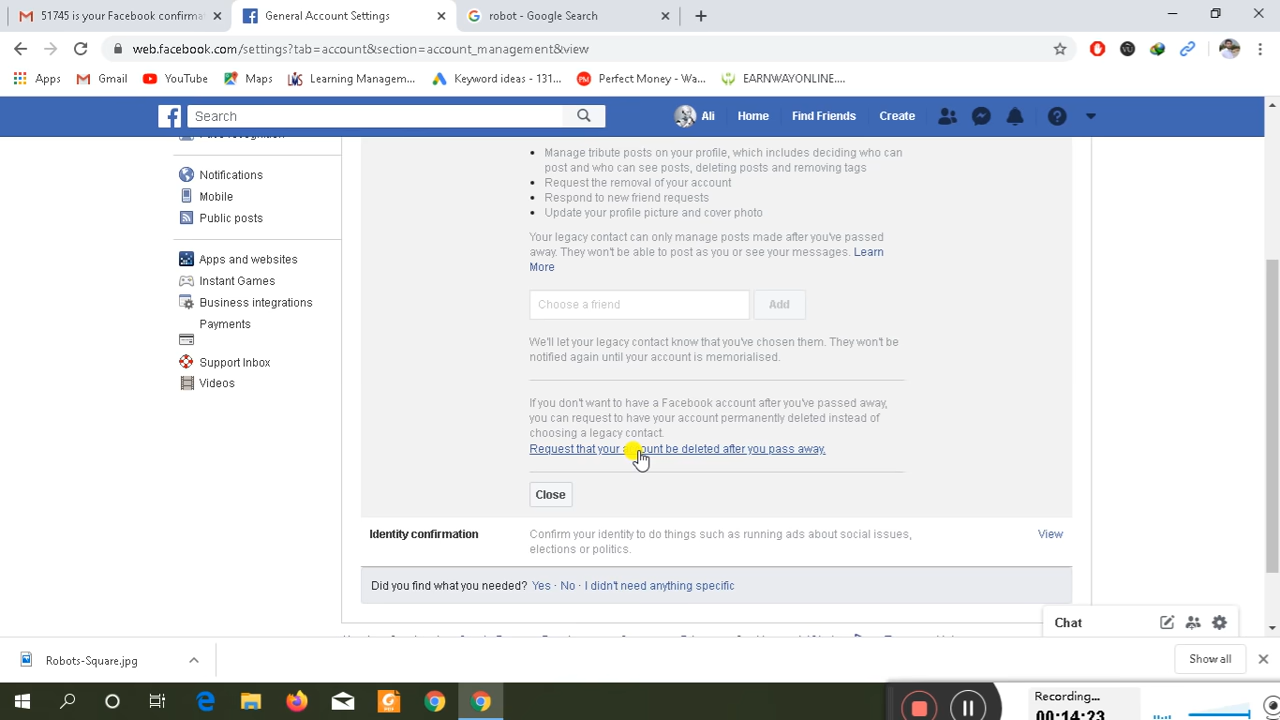 51745 is your Facebook confirma
General Account Settings
robot - Google Search
web.facebook.com/settings?tab=account&section=account_management&view
Apps
Gmail
YouTube
Maps
Learning Managem...
Keyword ideas - 131...
Perfect Money - Wa...
EARNWAYONLINE....
Search
Ali
Home
Find Friends
Create
Notifications
Mobile
Public posts
Apps and websites
Instant Games
Business integrations
Payments
Support Inbox
Videos
• Manage tribute posts on your profile, which includes deciding who can
post and who can see posts, deleting posts and removing tags
• Request the removal of your account
• Respond to new friend requests
• Update your profile picture and cover photo
Your legacy contact can only manage posts made after you've passed
away. They won't be able to post as you or see your messages. Learn
More
Choose a friend
Add
We'll let your legacy contact know that you've chosen them. They won't be
notified again until your account is memorialised.
If you don't want to have a Facebook account after you've passed away,
you can request to have your account permanently deleted instead of
choosing a legacy contact.
Request that your account be deleted after you pass away.
Close
Identity confirmation
Confirm your identity to do things such as running ads about social issues,
elections or politics.
View
Did you find what you needed? Yes · No · I didn't need anything specific
Chat
Robots-Square.jpg
Show all
Recording...
00:14:23